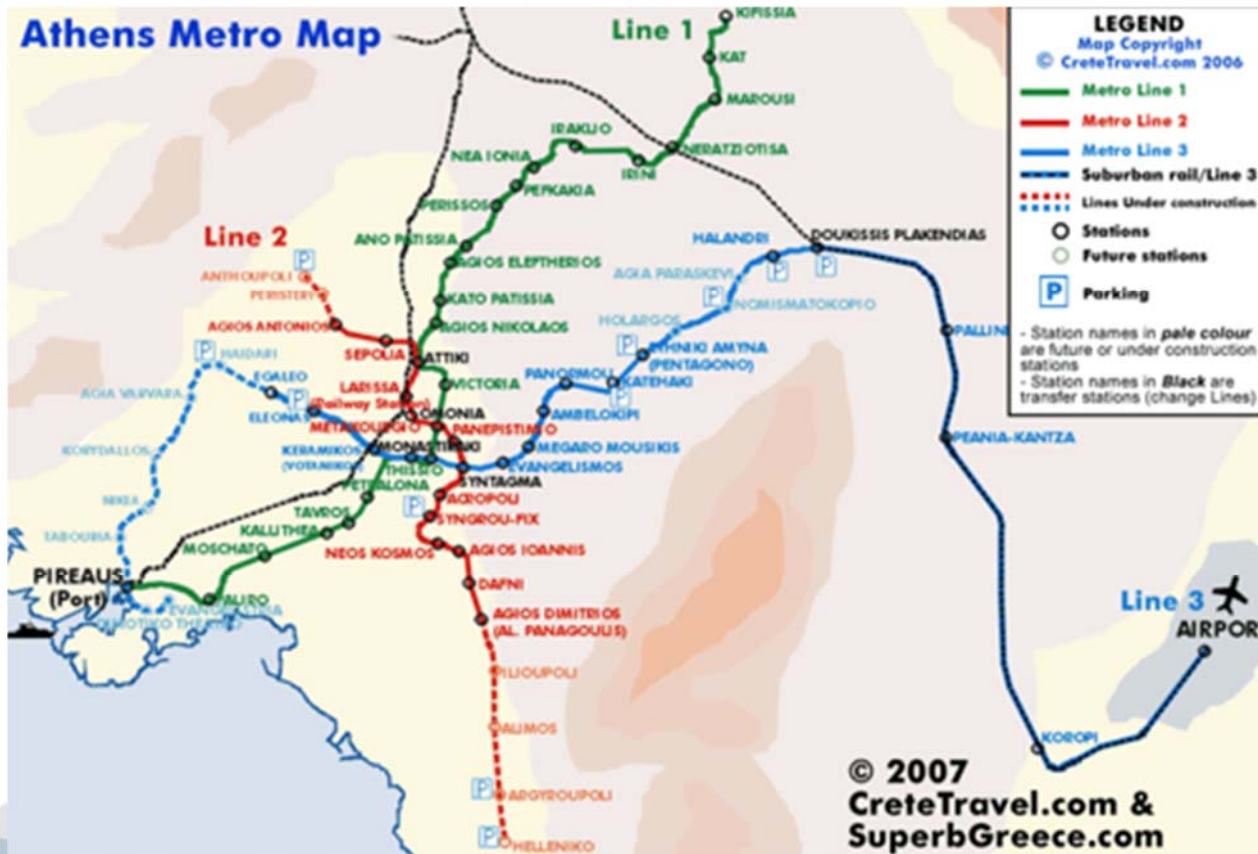 Athens Metro Map
Line 1
KIFISSIA
KAT
MAROUSI
NERATZIOTISA
IRINI
IRAKLIO
NEA IONIA
PEFKAKIA
PERISSOS
ANO PATISSIA
AGIOS ELEFTHERIOS
KATO PATISSIA
AGIOS NIKOLAOS
ATTIKI
VICTORIA
OMONIA
MONASTIRAKI
THISSIO
PETRALONA
TAVROS
KALLITHEA
MOSCHATO
PIREAUS
(Port)
Line 2
P
ANTHOUPOLI
PERISTERI
AGIOS ANTONIOS
SEPOLIA
LARISSA
(Railway Station)
METAXOURGIO
PANEPISTIMIO
SYNTAGMA
ACROPOLI
P
SYNGROU-FIX
NEOS KOSMOS
AGIOS IOANNIS
DAFNI
AGIOS DIMITRIOS
(AL. PANAGOULIS)
ILIOUPOLI
ALIMOS
P
ARGYROUPOLI
P
HELLENIKO
P
HAIDARI
AGIA VARVARA
KORYDALLOS
NIKEA
TABOURIA
EGALEO
P
ELEONAS
KERAMIKOS
(VOTANIKOS)
EVANGELISMOS
MEGARO MOUSIKIS
AMBELOKIPI
PANORMOU
KATEHAKI
P
P
ETHNIKI AMYNA
(PENTAGONO)
HOLARGOS
NOMISMATOKOPIO
P
AGIA PARASKEVI
HALANDRI
P
DOUKISSIS PLAKENDIAS
P
PALLINI
PEANIA-KANTZA
KOROPI
Line 3
AIRPOR
LEGEND
Map Copyright
© CreteTravel.com 2006
Metro Line 1
Metro Line 2
Metro Line 3
Suburban rail/Line 3
Lines Under construction
Stations
Future stations
P Parking
- Station names in pale colour
are future or under construction
stations
- Station names in Black are
transfer stations (change Lines)
© 2007
CreteTravel.com &
SuperbGreece.com